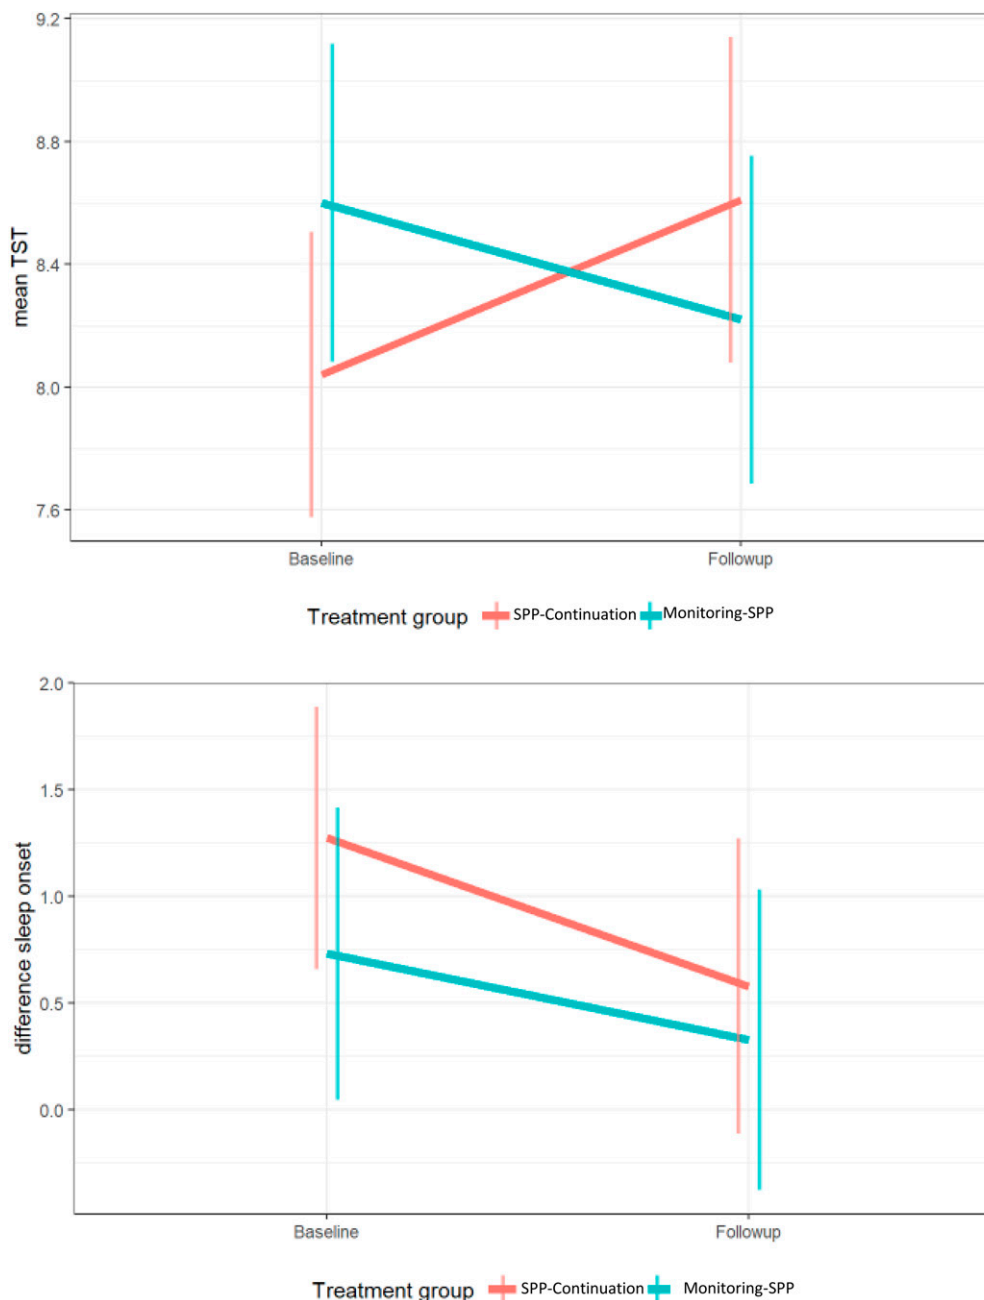 9.2
8.8
8.4
8.0
7.6
mean TST
Baseline Followup
Treatment group SPP-Continuation Monitoring-SPP
2.0
1.5
1.0
0.5
0.0
difference sleep onset
Baseline Followup
Treatment group SPP-Continuation Monitoring-SPP